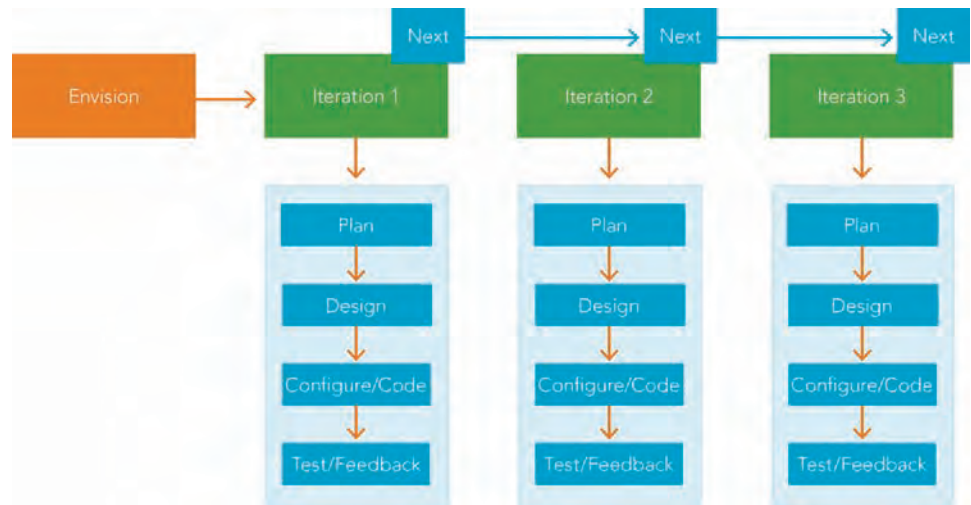 Next
Next
Next
Envision
Iteration 1
Iteration 2
Iteration 3
Plan
Plan
Plan
Design
Design
Design
Configure/Code
Configure/Code
Configure/Code
Test/Feedback
Test/Feedback
Test/Feedback